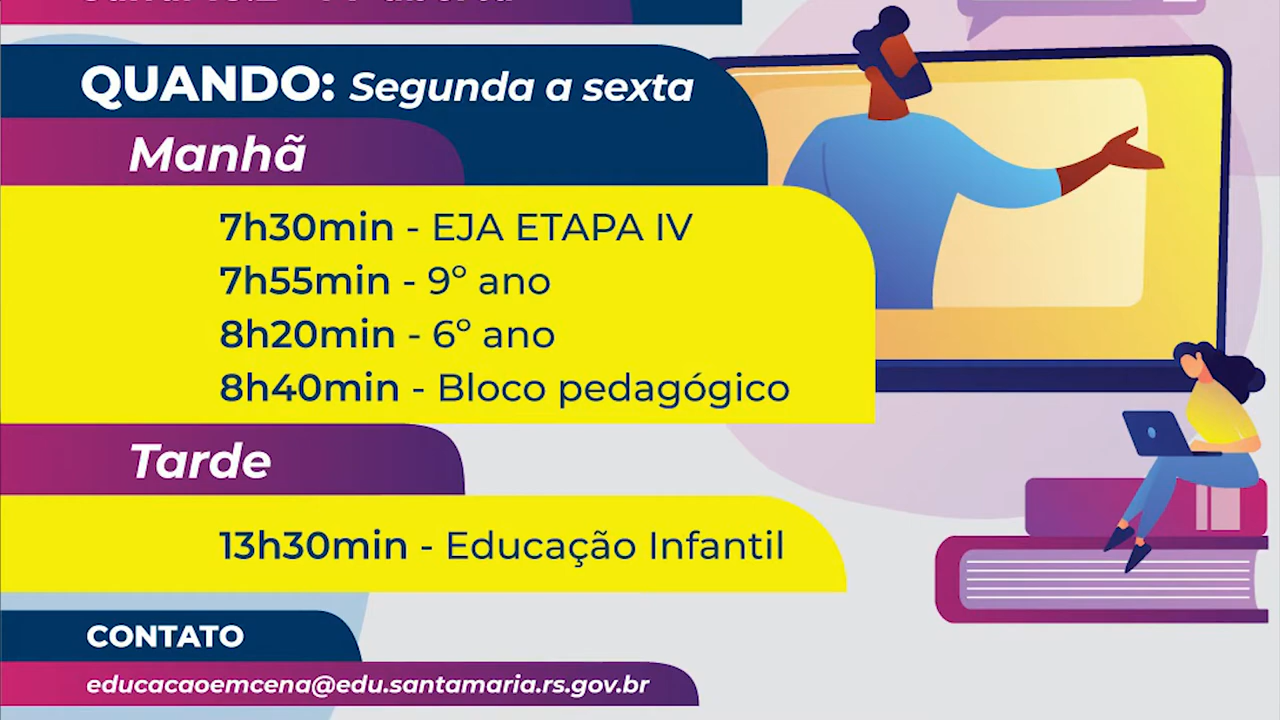 QUANDO: Segunda a sexta
Manhã
7h30min - EJA ETAPA IV
7h55min - 9º ano
8h20min - 6º ano
8h40min - Bloco pedagógico
Tarde
13h30min - Educação Infantil
CONTATO
educacaoemcena@edu.santamaria.rs.gov.br